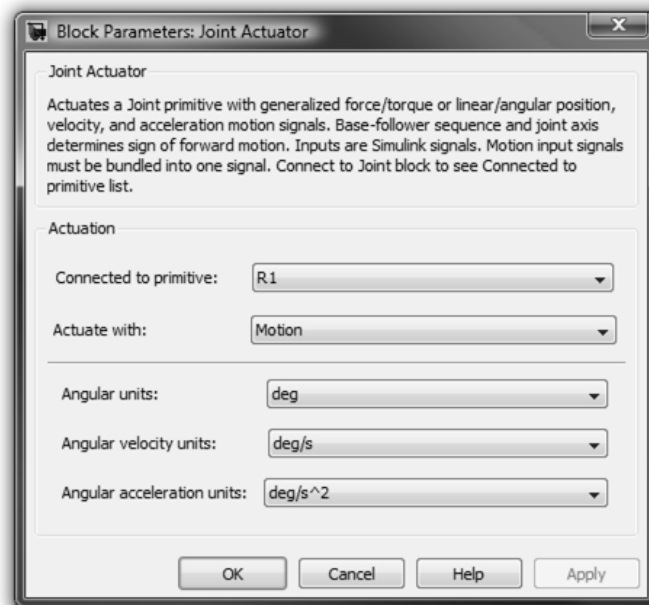 Block Parameters: Joint Actuator
X
Joint Actuator
Actuates a Joint primitive with generalized force/torque or linear/angular position,
velocity, and acceleration motion signals. Base-follower sequence and joint axis
determines sign of forward motion. Inputs are Simulink signals. Motion input signals
must be bundled into one signal. Connect to Joint block to see Connected to
primitive list.
Actuation
Connected to primitive: R1
Actuate with: Motion
Angular units: deg
Angular velocity units: deg/s
Angular acceleration units: deg/s^2
OK Cancel Help Apply